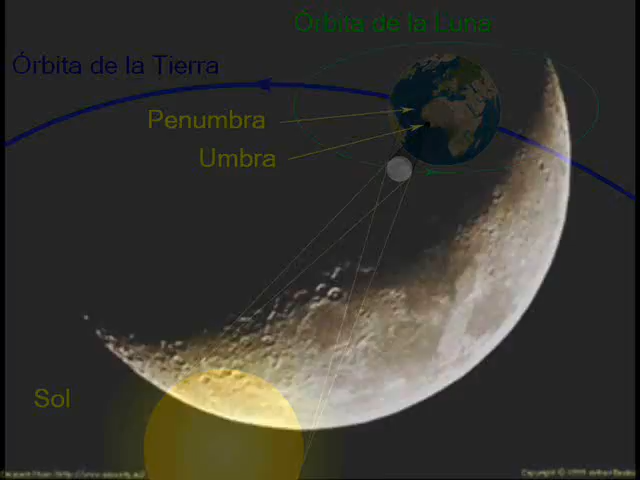 Órbita de la Luna
Órbita de la Tierra
Penumbra
Umbra
Sol